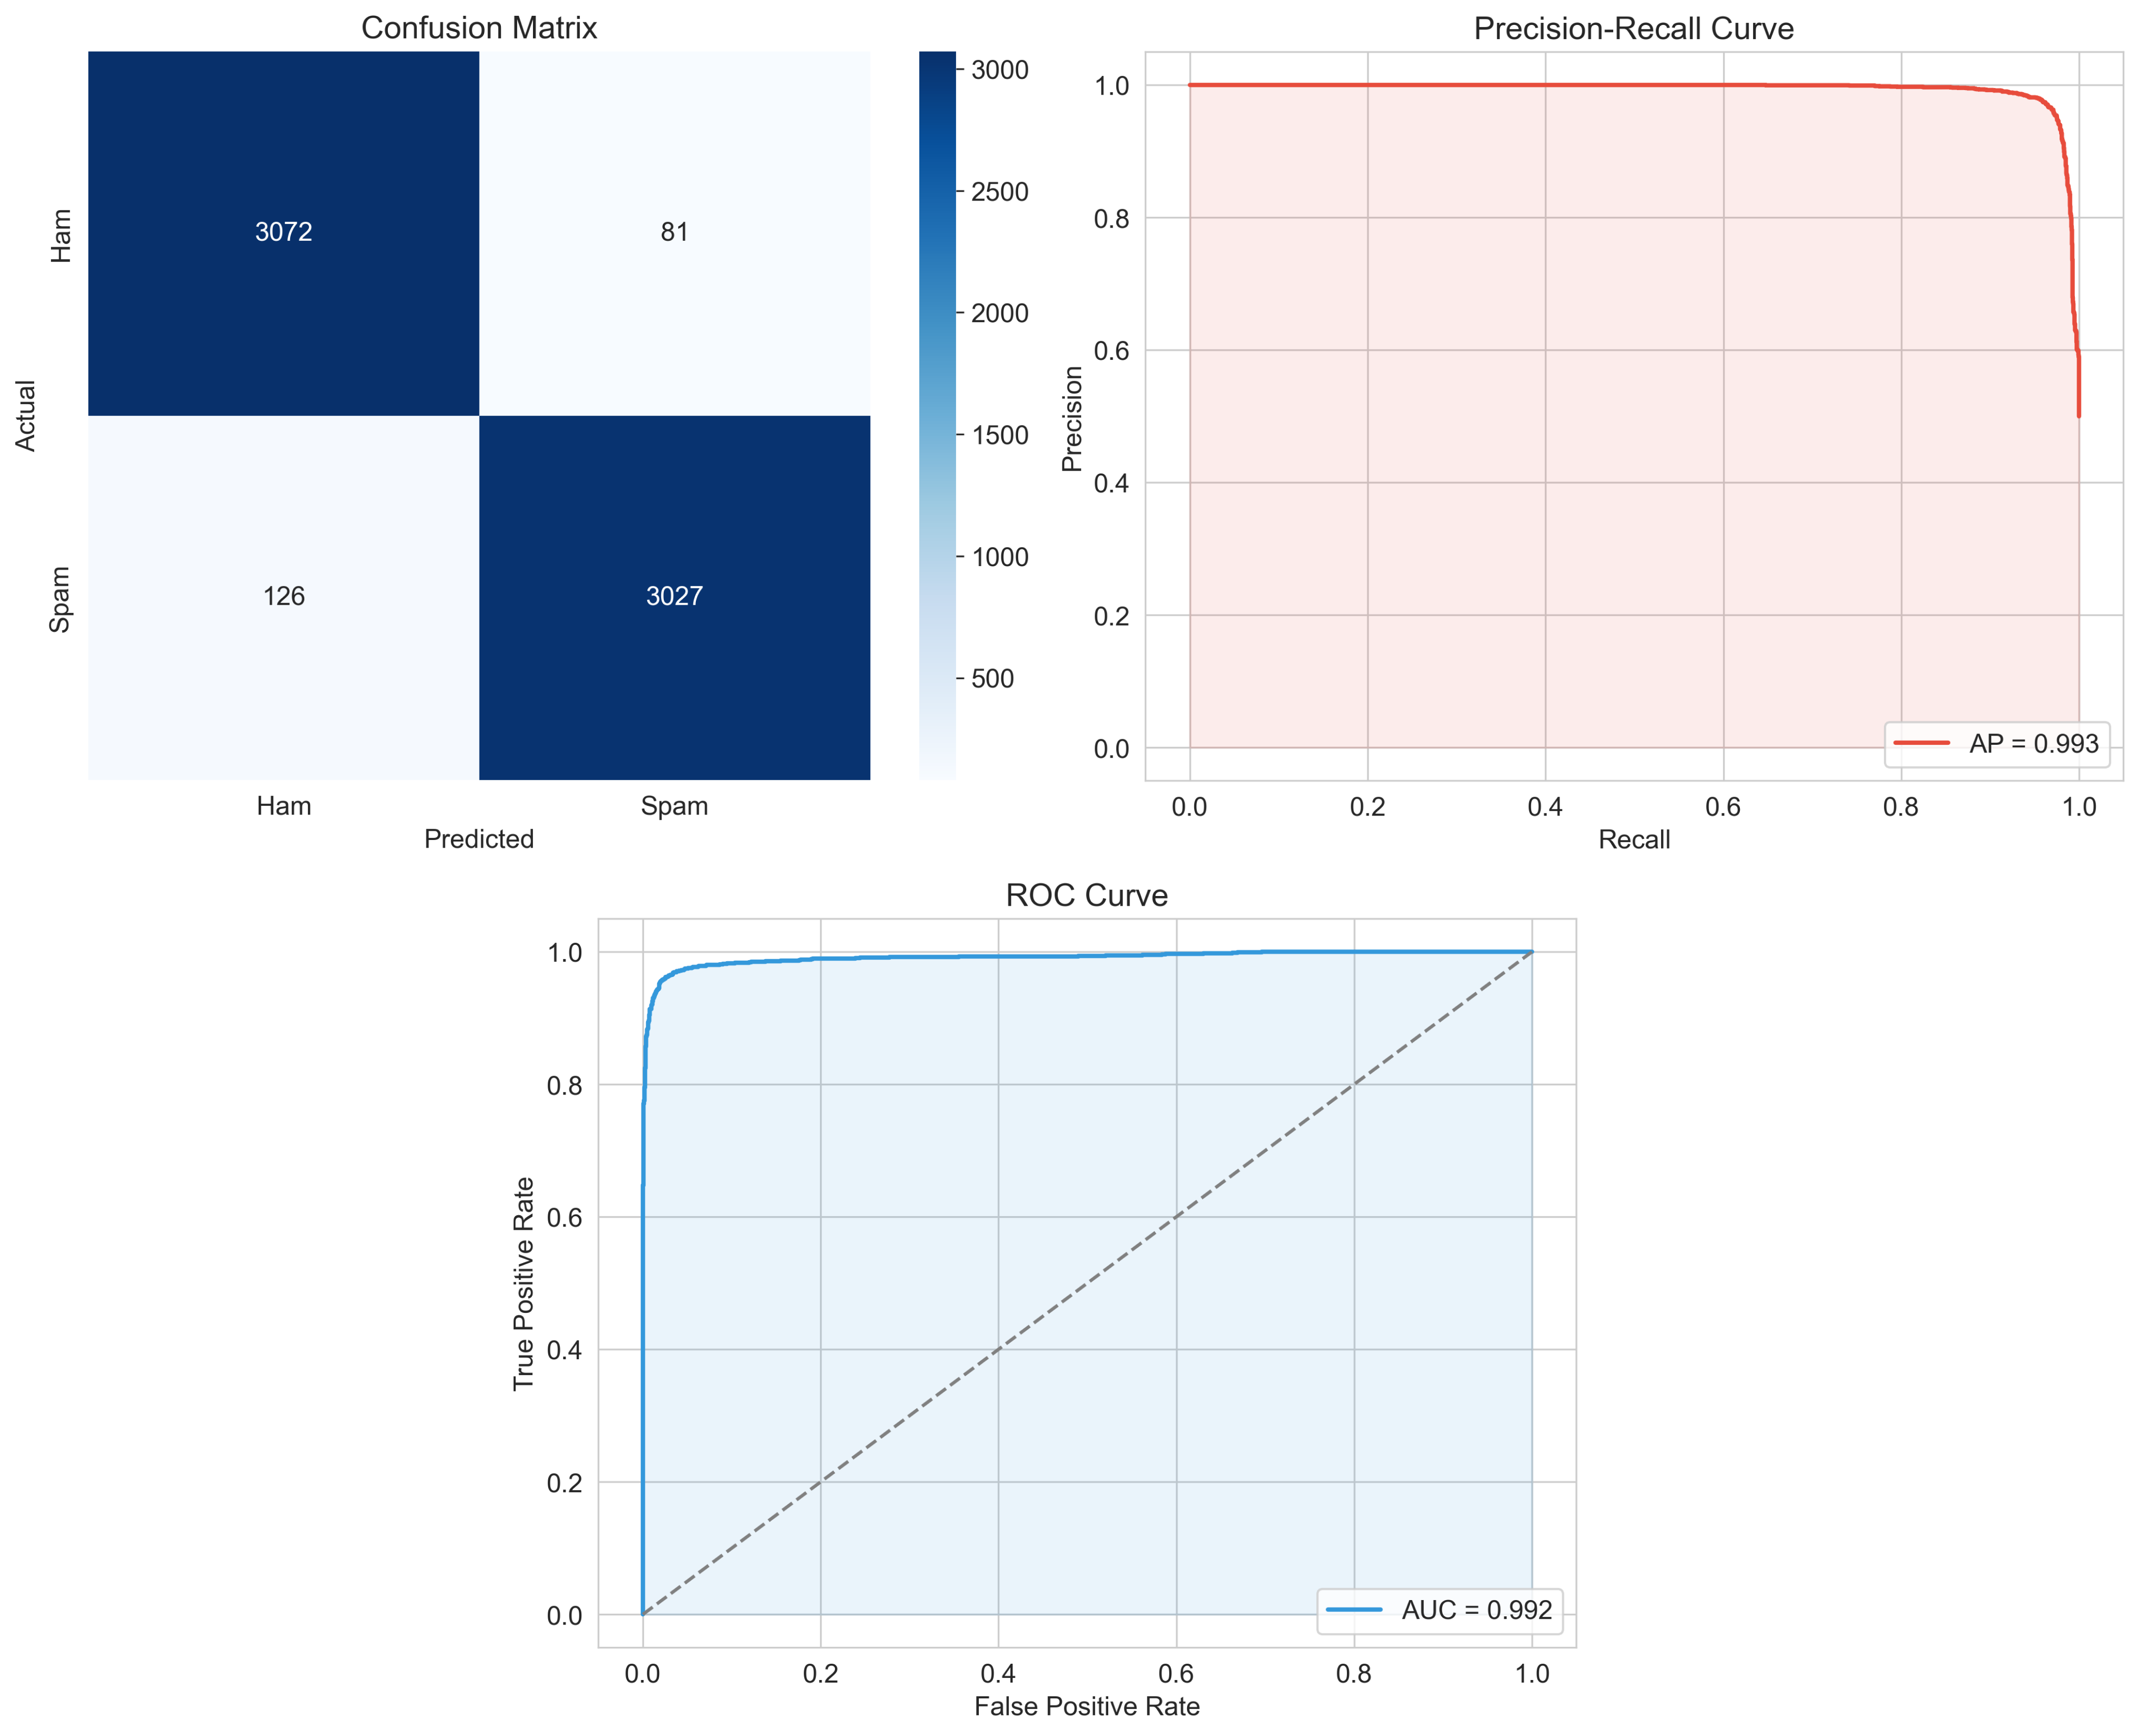 Confusion Matrix
Actual
Ham
Spam
3072
81
126
3027
Ham
Spam
Predicted
3000
2500
2000
1500
1000
500
Precision-Recall Curve
Precision
1.0
0.8
0.6
0.4
0.2
0.0
AP = 0.993
0.0
0.2
0.4
0.6
0.8
1.0
Recall
ROC Curve
True Positive Rate
1.0
0.8
0.6
0.4
0.2
0.0
AUC = 0.992
0.0
0.2
0.4
0.6
0.8
1.0
False Positive Rate